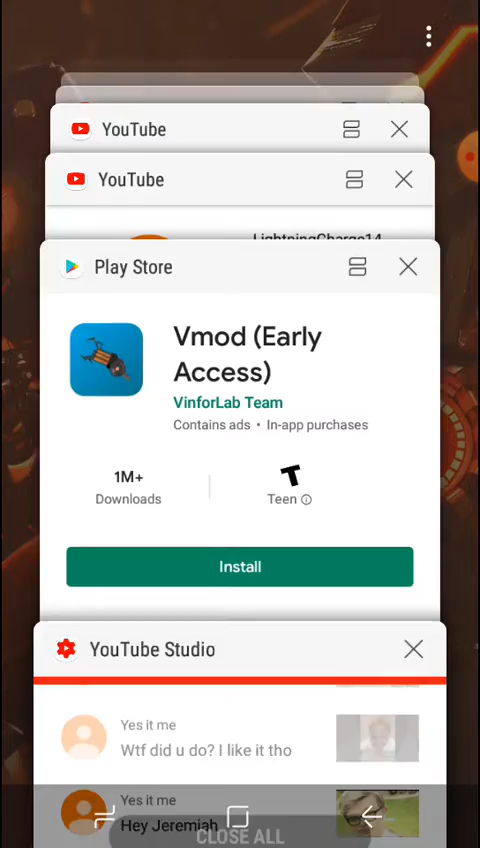 YouTube
YouTube
LightningCharge14
Play Store
Vmod (Early
Access)
VinforLab Team
Contains ads • In-app purchases
1M+
Downloads
T
Teen
Install
YouTube Studio
Yes it me
Wtf did u do? I like it tho
Yes it me
Hey Jeremiah
CLOSE ALL